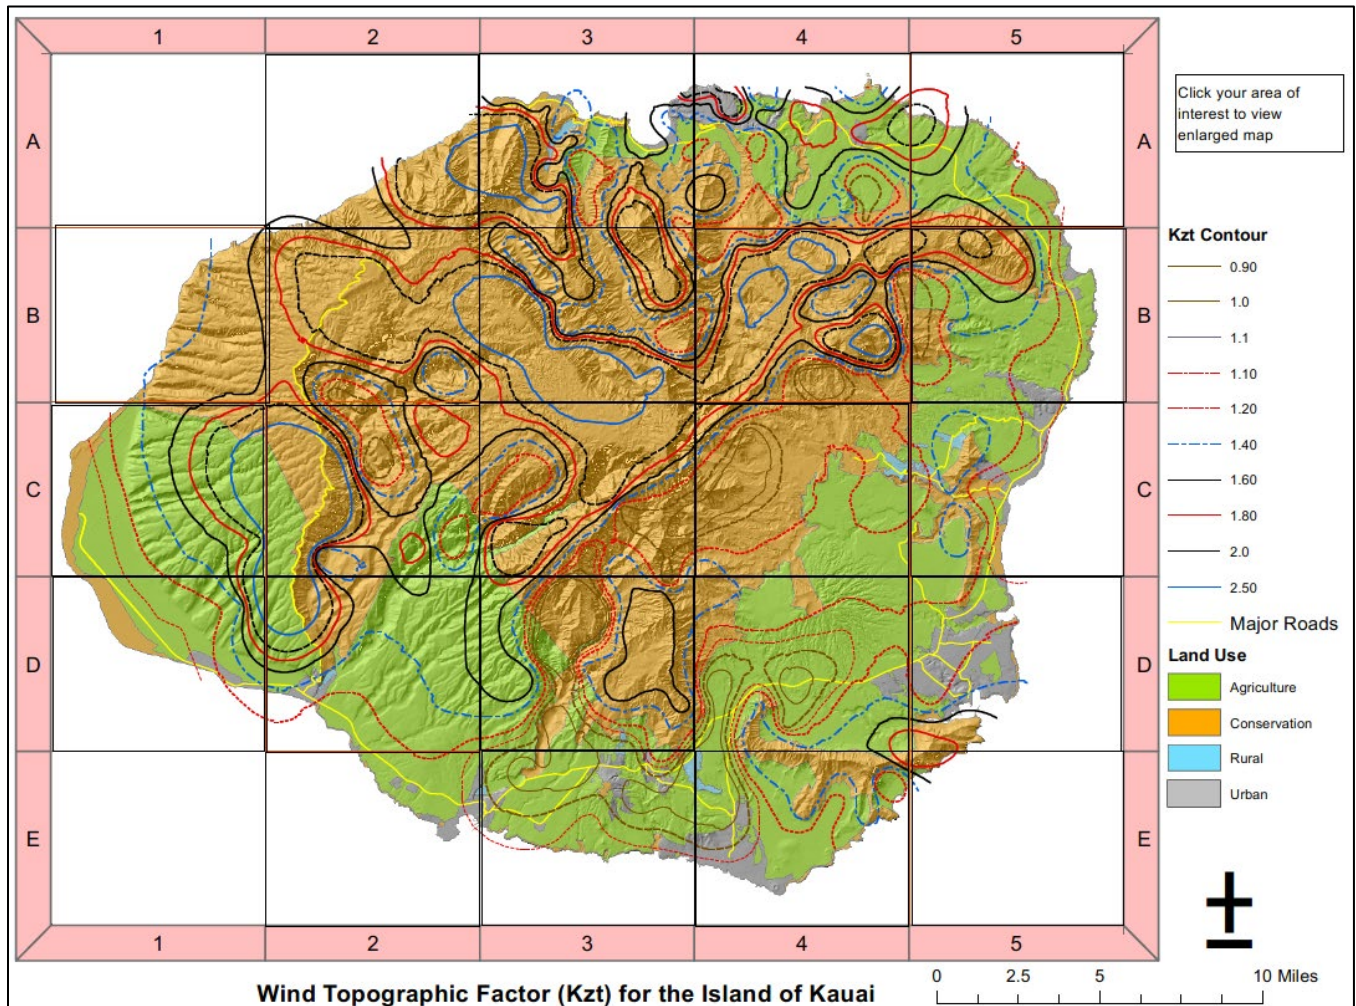 1 2 3 4 5
A A
B B
C C
D D
E E
1 2 3 4 5
Click your area of
interest to view
enlarged map
Kzt Contour
0.90
1.0
1.1
1.10
1.20
1.40
1.60
1.80
2.0
2.50
Major Roads
Land Use
Agriculture
Conservation
Rural
Urban
0 2.5 5 10 Miles
Wind Topographic Factor (Kzt) for the Island of Kauai